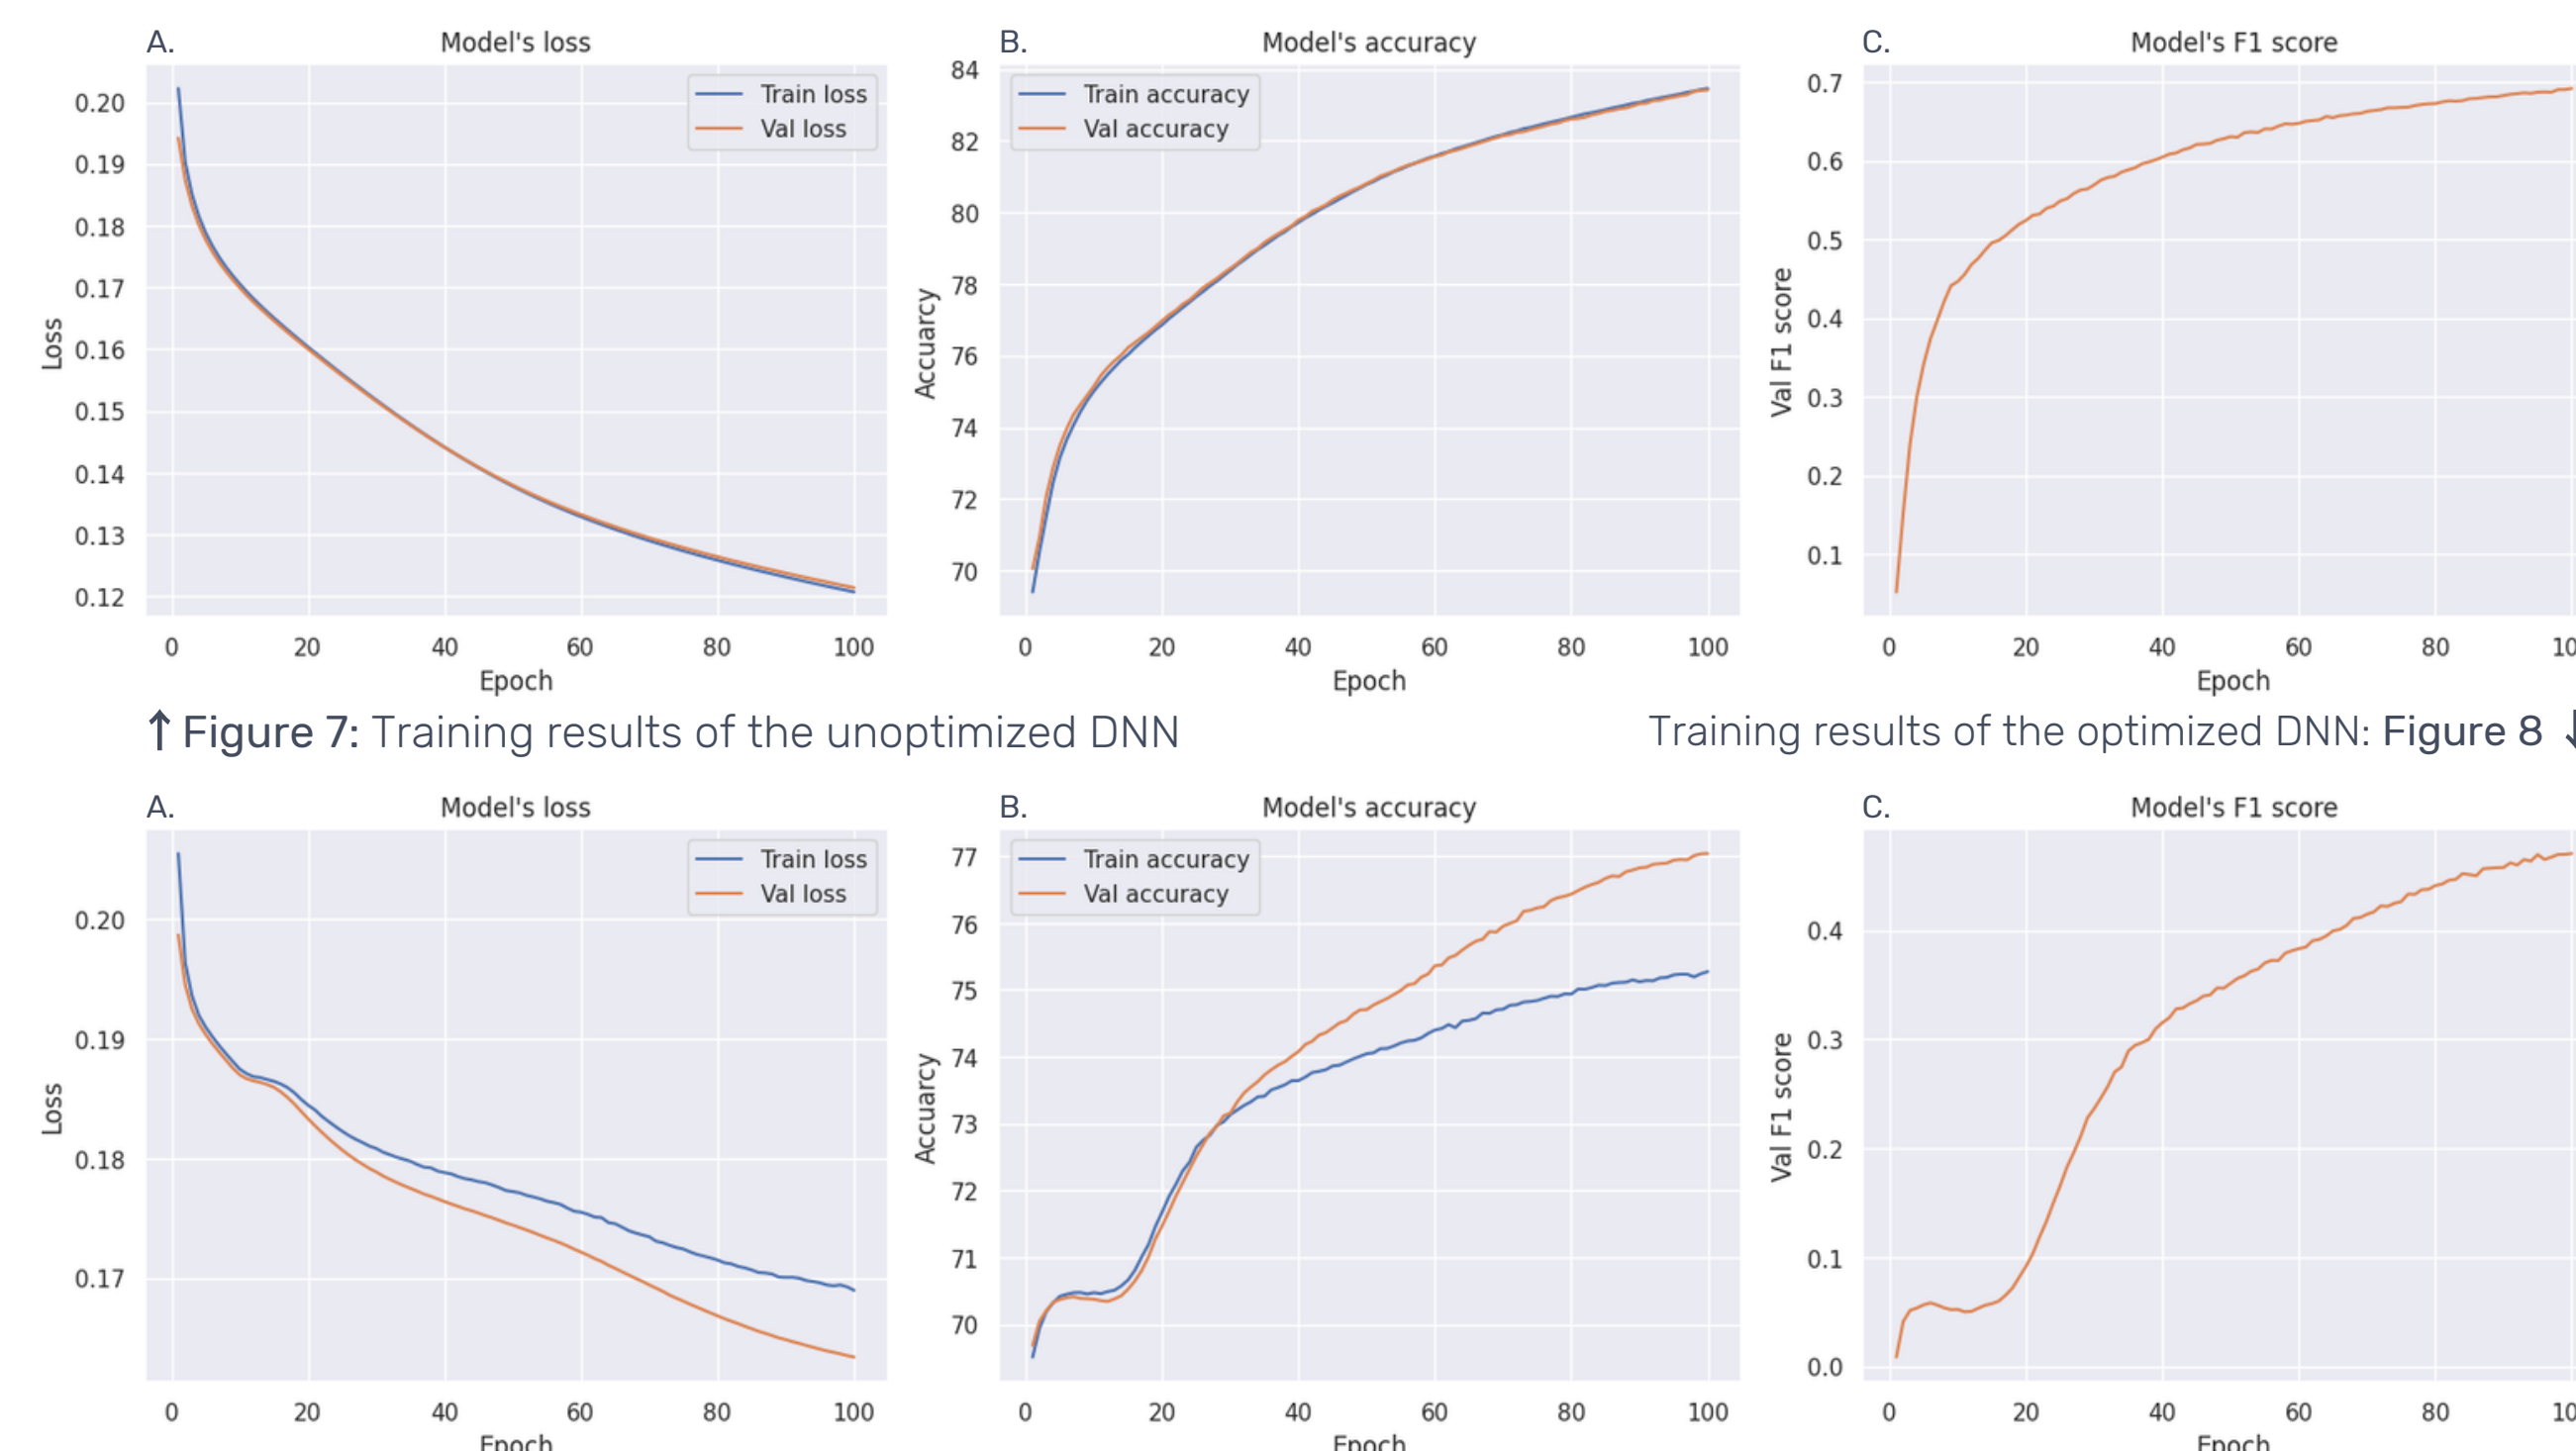 A.
Model's loss
Train loss
Val loss
0.20
0.19
0.18
0.17
0.16
0.15
0.14
0.13
0.12
Loss
0 20 40 60 80 100
Epoch
B.
Model's accuracy
Train accuracy
Val accuracy
84
82
80
78
76
74
72
70
Accuarcy
0 20 40 60 80 100
Epoch
C.
Model's F1 score
0.7
0.6
0.5
0.4
0.3
0.2
0.1
Val F1 score
0 20 40 60 80 10
Epoch
↑ Figure 7: Training results of the unoptimized DNN
Training results of the optimized DNN: Figure 8 ↓
A.
Model's loss
Train loss
Val loss
0.20
0.19
0.18
0.17
Loss
0 20 40 60 80 100
Epoch
B.
Model's accuracy
Train accuracy
Val accuracy
77
76
75
74
73
72
71
70
Accuarcy
0 20 40 60 80 100
Epoch
C.
Model's F1 score
0.4
0.3
0.2
0.1
0.0
Val F1 score
0 20 40 60 80 10
Epoch